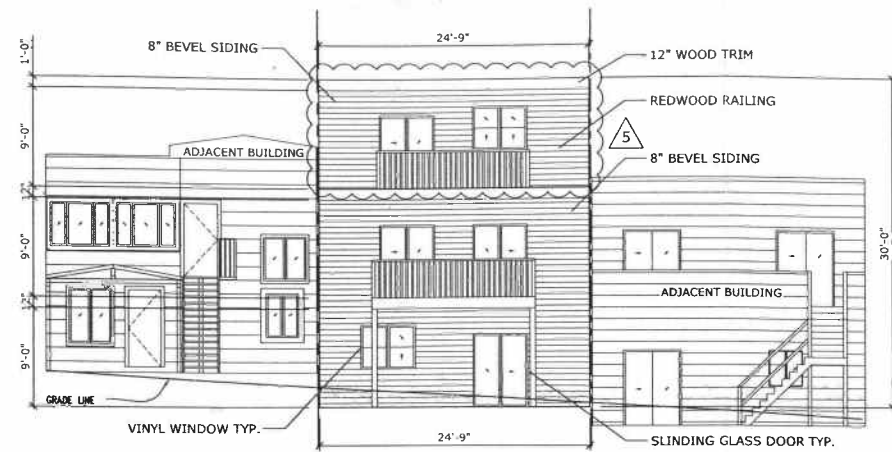 24'-9"
8" BEVEL SIDING
12" WOOD TRIM
1'-0"
REDWOOD RAILING
5
9'-0"
ADJACENT BUILDING
8" BEVEL SIDING
12"
9'-0"
30'-0"
ADJACENT BUILDING
12"
9'-0"
GRADE LINE
VINYL WINDOW TYP.
24'-9"
SLINDING GLASS DOOR TYP.